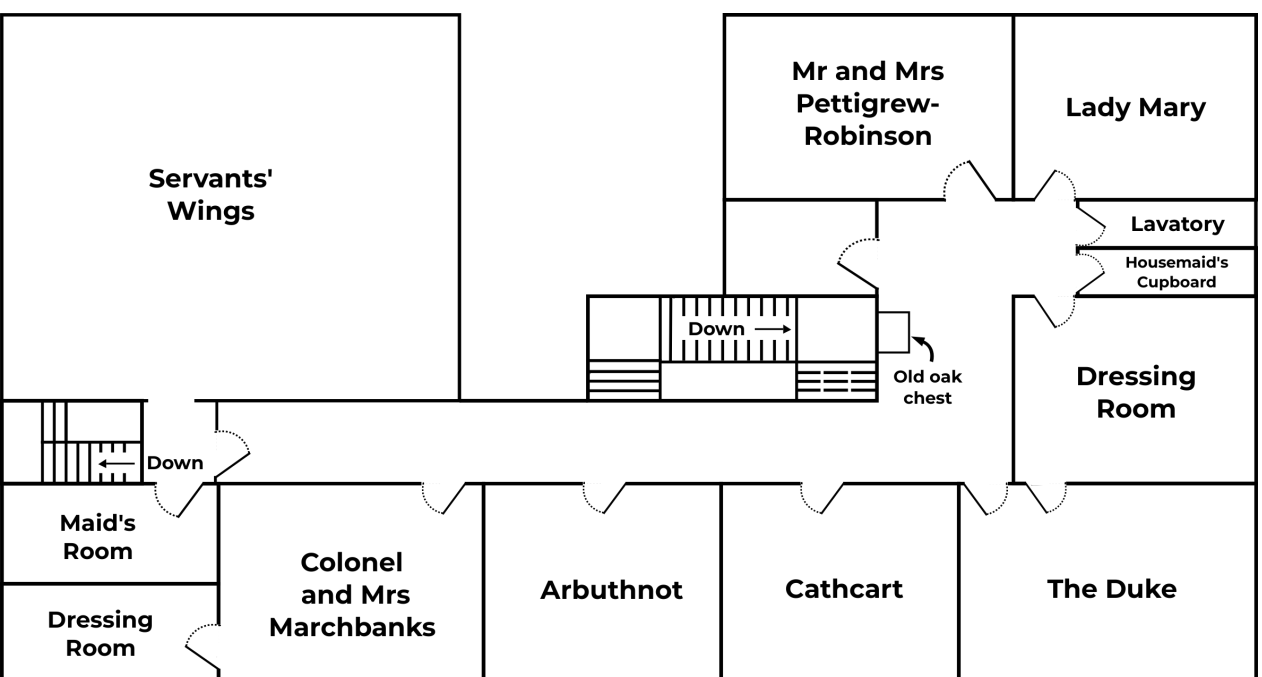 Servants'
Wings
Mr and Mrs
Pettigrew-
Robinson
Lady Mary
Lavatory
Housemaid's
Cupboard
Down
Old oak
chest
Dressing
Room
Down
Maid's
Room
Dressing
Room
Colonel
and Mrs
Marchbanks
Arbuthnot
Cathcart
The Duke